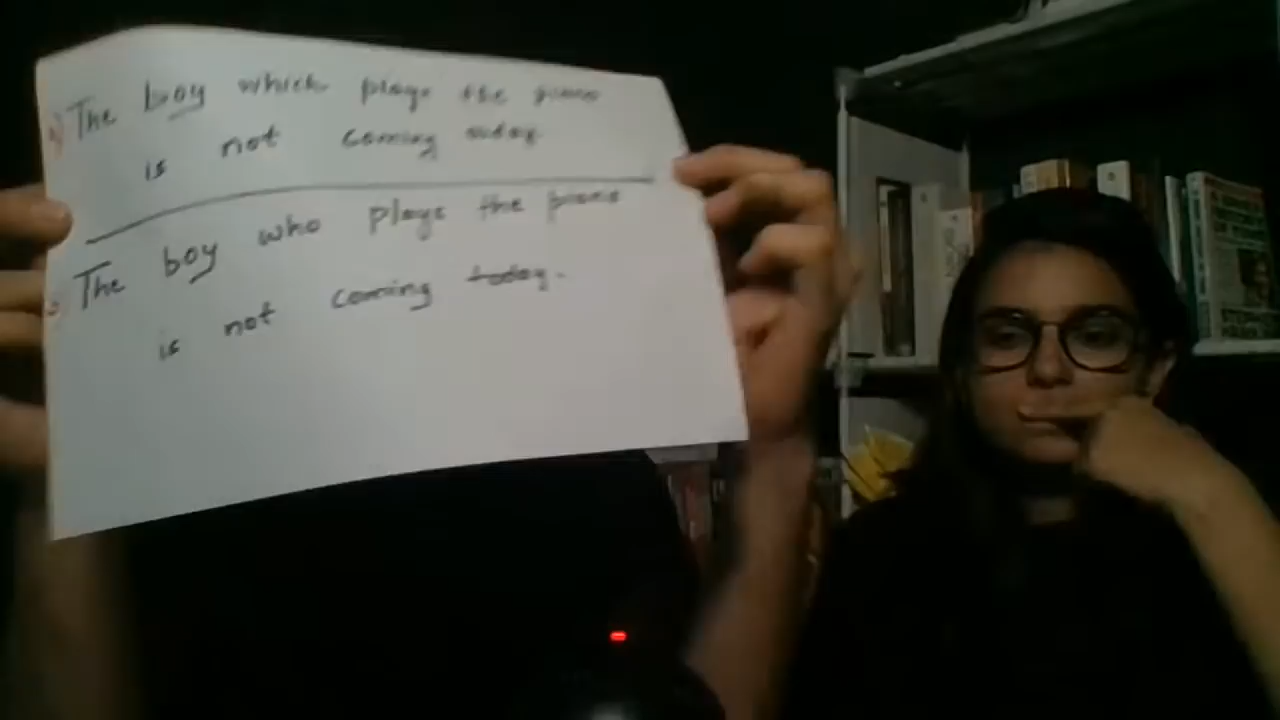 The boy which plays the piano
is not coming today
The boy who plays the piano
is not coming today.